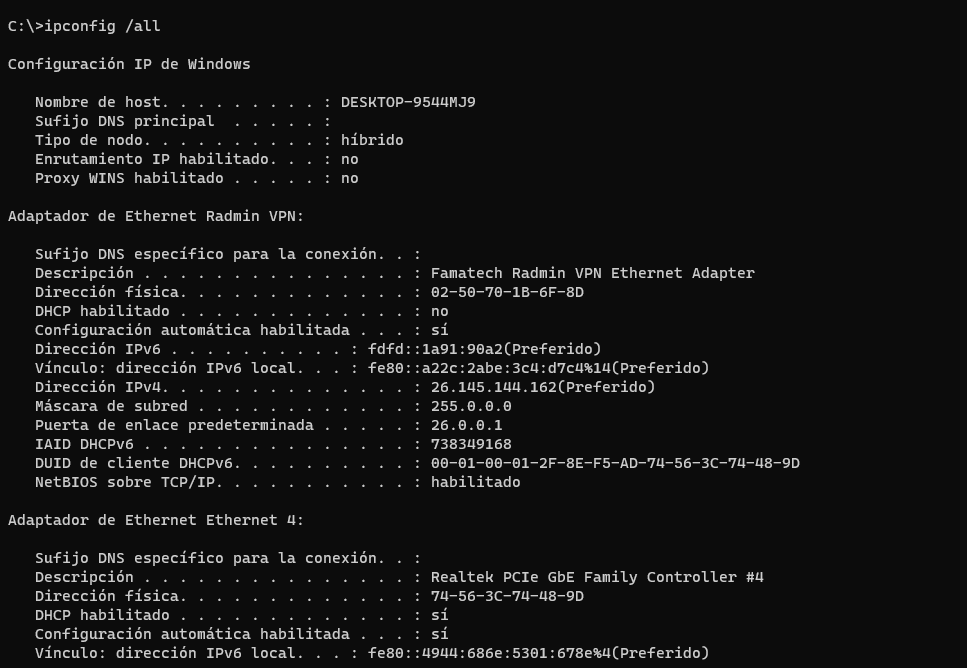 C:\>ipconfig /all
Configuración IP de Windows
Nombre de host. . . . . . . . . : DESKTOP-9544MJ9
Sufijo DNS principal  . . . . . :
Tipo de nodo. . . . . . . . . . : híbrido
Enrutamiento IP habilitado. . . : no
Proxy WINS habilitado . . . . . : no
Adaptador de Ethernet Radmin VPN:
Sufijo DNS específico para la conexión. . :
Descripción . . . . . . . . . . . . . . . : Famatech Radmin VPN Ethernet Adapter
Dirección física. . . . . . . . . . . . . : 02-50-70-1B-6F-8D
DHCP habilitado . . . . . . . . . . . . . : no
Configuración automática habilitada . . . : sí
Dirección IPv6 . . . . . . . . . . : fdfd::1a91:90a2(Preferido)
Vínculo: dirección IPv6 local. . . : fe80::a22c:2abe:3c4:d7c4%14(Preferido)
Dirección IPv4. . . . . . . . . . . . . . : 26.145.144.162(Preferido)
Máscara de subred . . . . . . . . . . . . : 255.0.0.0
Puerta de enlace predeterminada . . . . . : 26.0.0.1
IAID DHCPv6 . . . . . . . . . . . . . . . : 738349168
DUID de cliente DHCPv6. . . . . . . . . . : 00-01-00-01-2F-8E-F5-AD-74-56-3C-74-48-9D
NetBIOS sobre TCP/IP. . . . . . . . . . . : habilitado
Adaptador de Ethernet Ethernet 4:
Sufijo DNS específico para la conexión. . :
Descripción . . . . . . . . . . . . . . . : Realtek PCIe GbE Family Controller #4
Dirección física. . . . . . . . . . . . . : 74-56-3C-74-48-9D
DHCP habilitado . . . . . . . . . . . . . : sí
Configuración automática habilitada . . . : sí
Vínculo: dirección IPv6 local. . . : fe80::4944:686e:5301:678e%4(Preferido)